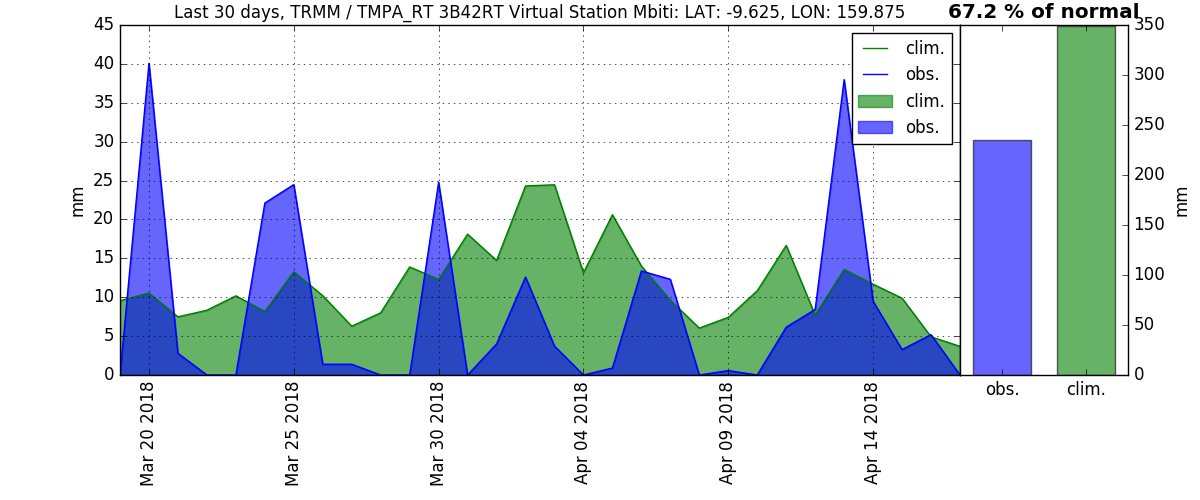 Last 30 days, TRMM / TMPA_RT 3B42RT Virtual Station Mbiti: LAT: -9.625, LON: 159.875
67.2 % of normal
45
40
35
30
25
20
15
10
5
0
mm
clim.
obs.
clim.
obs.
350
300
250
200
150
100
50
0
mm
Mar 20 2018
Mar 25 2018
Mar 30 2018
Apr 04 2018
Apr 09 2018
Apr 14 2018
obs.
clim.